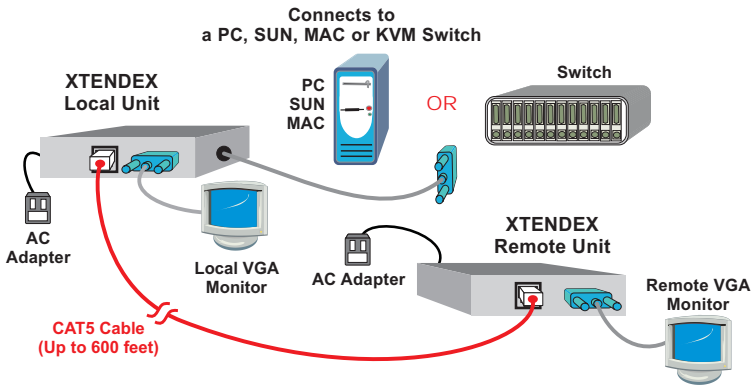 Connects to
a PC, SUN, MAC or KVM Switch
XTENDEX
Local Unit
PC
SUN
MAC
OR
Switch
AC
Adapter
Local VGA
Monitor
XTENDEX
Remote Unit
AC Adapter
Remote VGA
Monitor
CAT5 Cable
(Up to 600 feet)